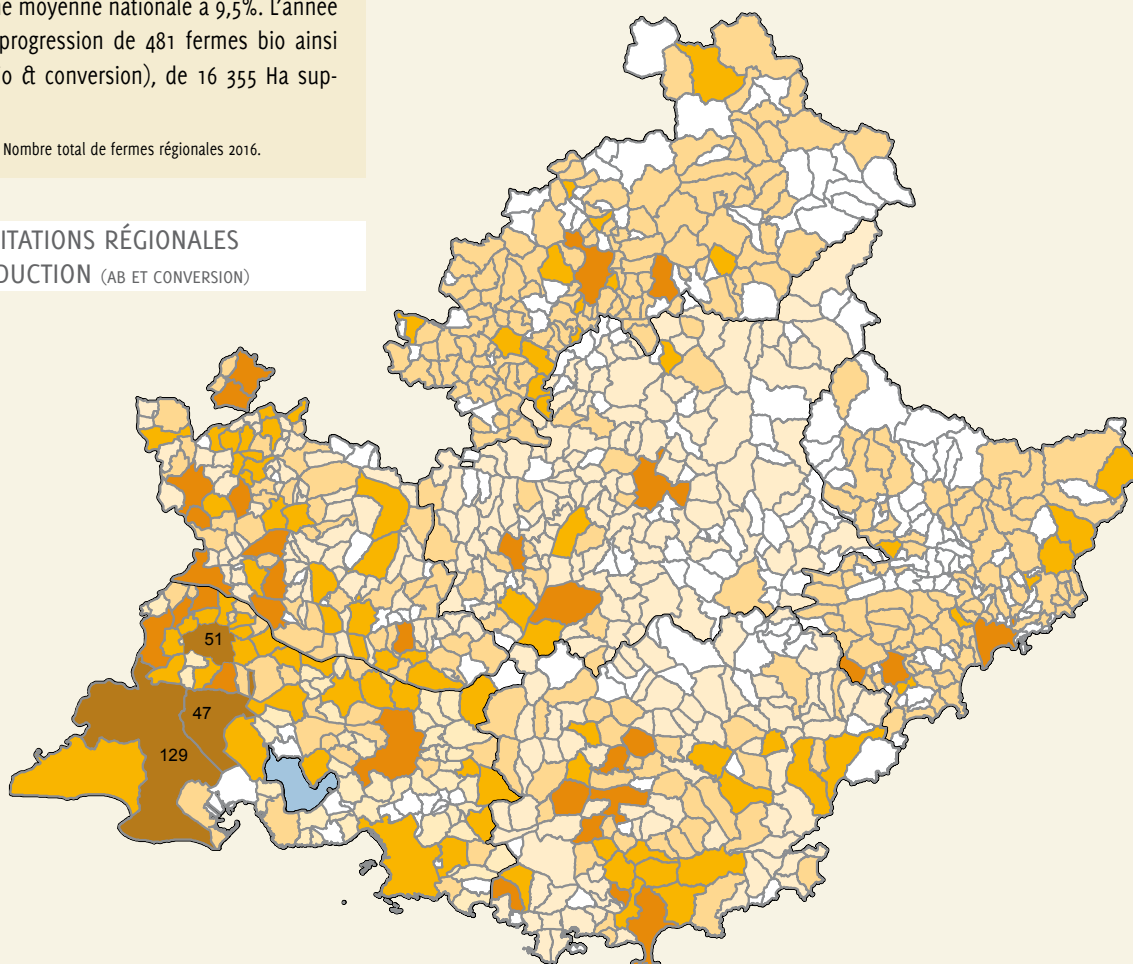 ne moyenne nationale à 9,5%. L'année
progression de 481 fermes bio ainsi
o & conversion), de 16 355 Ha sup-
Nombre total de fermes régionales 2016.
ITATIONS RÉGIONALES
DUCTION (AB ET CONVERSION)
51
47
129